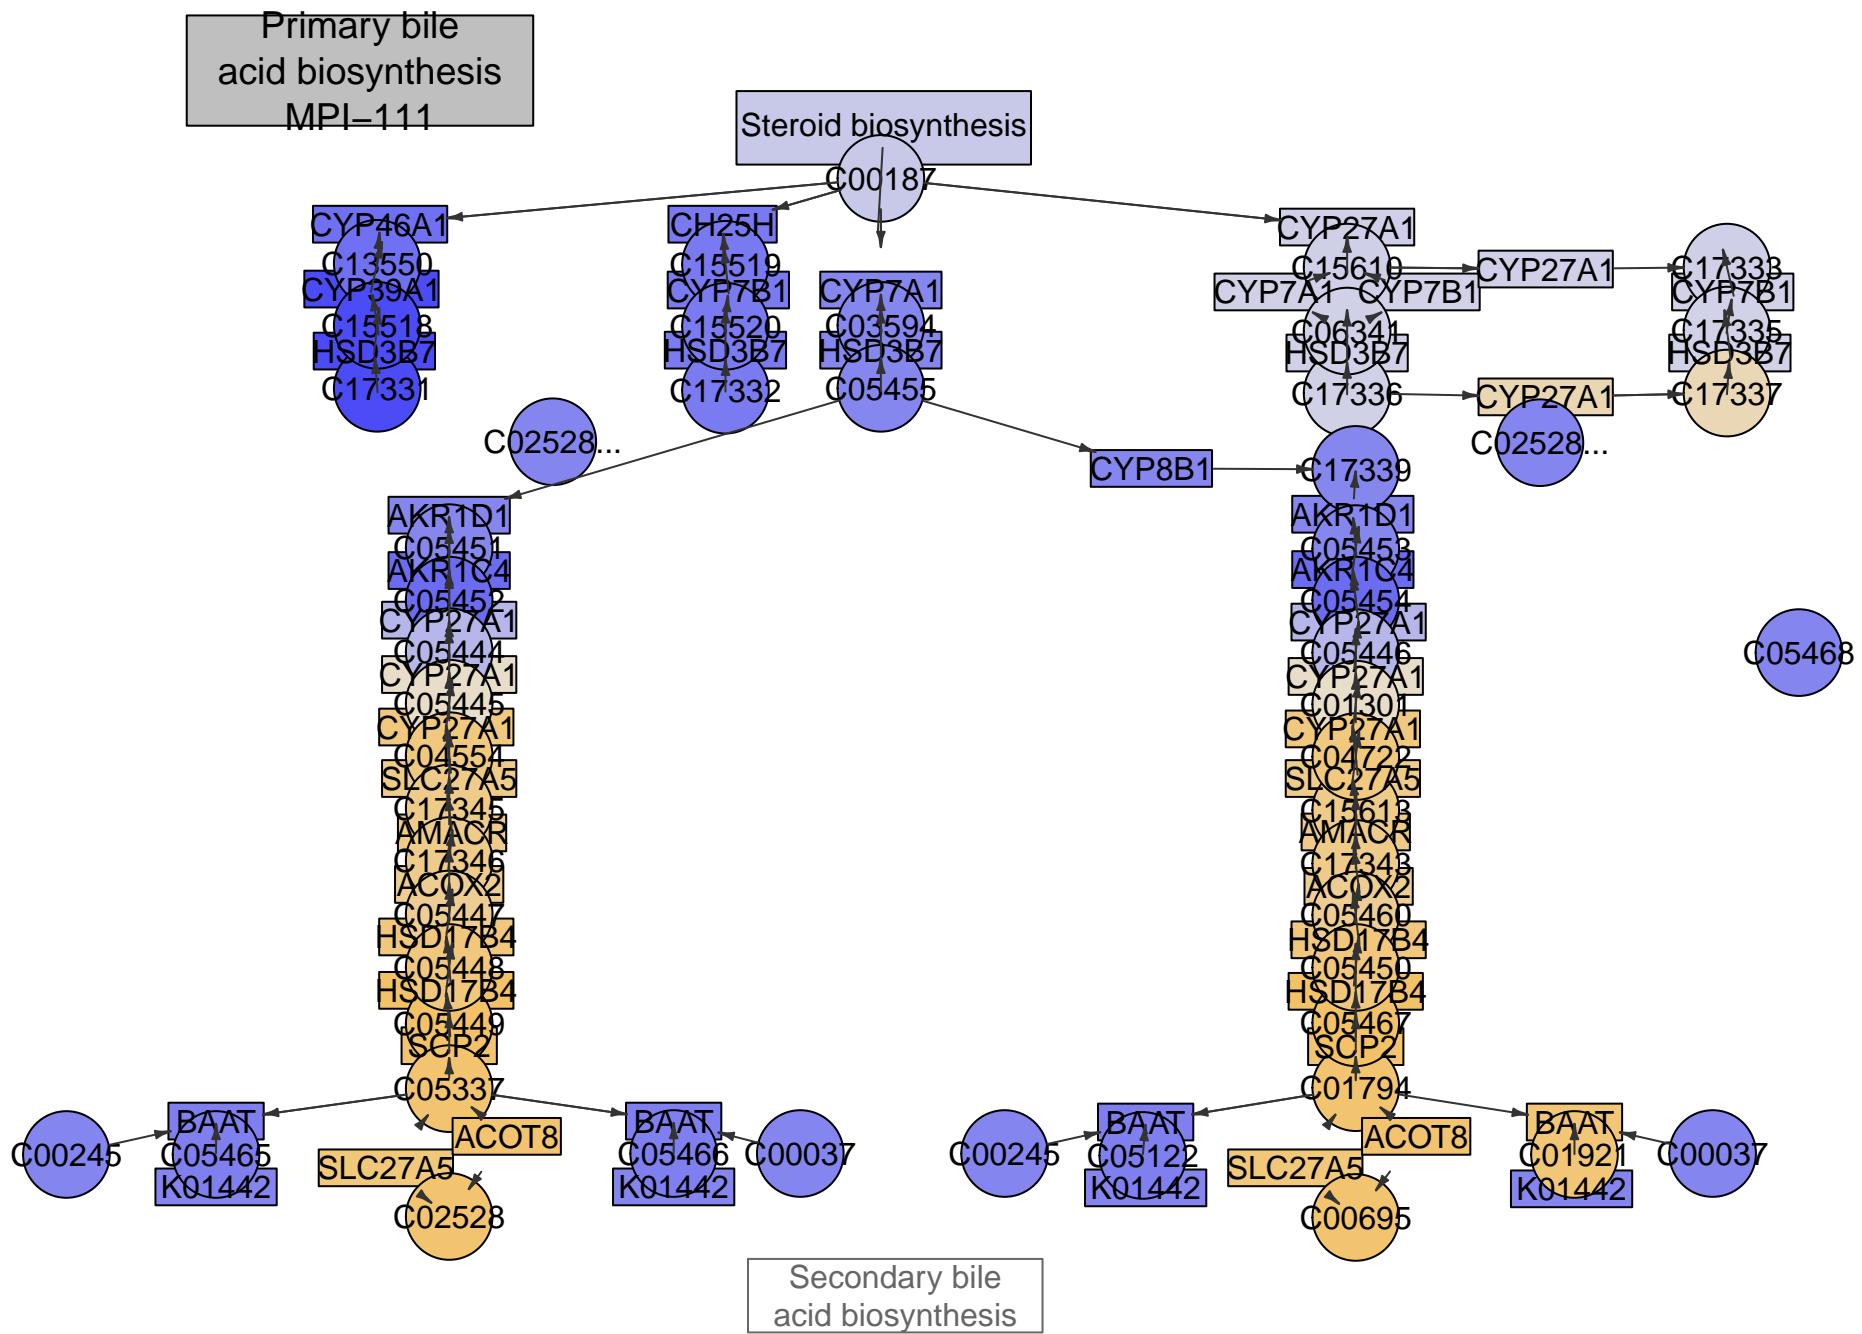 Primary bile
acid biosynthesis
MPI−111
Steroid biosynthesis
C00187
CYP46A1
C13550
CYP39A1
C15518
HSD3B7
C17331
CH25H
C15519
CYP7B1
C15520
HSD3B7
C17332
CYP7A1
C03594
HSD3B7
C05455
CYP27A1
C15610
CYP7A1
CYP7B1
C06341
HSD3B7
C17336
CYP27A1
C17333
CYP7B1
C17335
HSD3B7
CYP27A1
C17337
C02528...
C02528...
CYP8B1
C17339
AKR1D1
C05451
AKR1C4
C05452
CYP27A1
C05444
CYP27A1
C05445
CYP27A1
C04554
SLC27A5
C17345
AMACR
C17346
ACOX2
C05447
HSD17B4
C05448
HSD17B4
C05449
SCP2
C05337
AKR1D1
C05453
AKR1C4
C05454
CYP27A1
C05446
CYP27A1
C01301
CYP27A1
C04722
SLC27A5
C15613
AMACR
C17343
ACOX2
C05460
HSD17B4
C05450
HSD17B4
C05467
SCP2
C01794
C05468
C00245
BAAT
C05465
K01442
SLC27A5
ACOT8
C02528
BAAT
C05466
K01442
C00037
C00245
BAAT
C05122
K01442
SLC27A5
ACOT8
C00695
BAAT
C01921
K01442
C00037
Secondary bile
acid biosynthesis